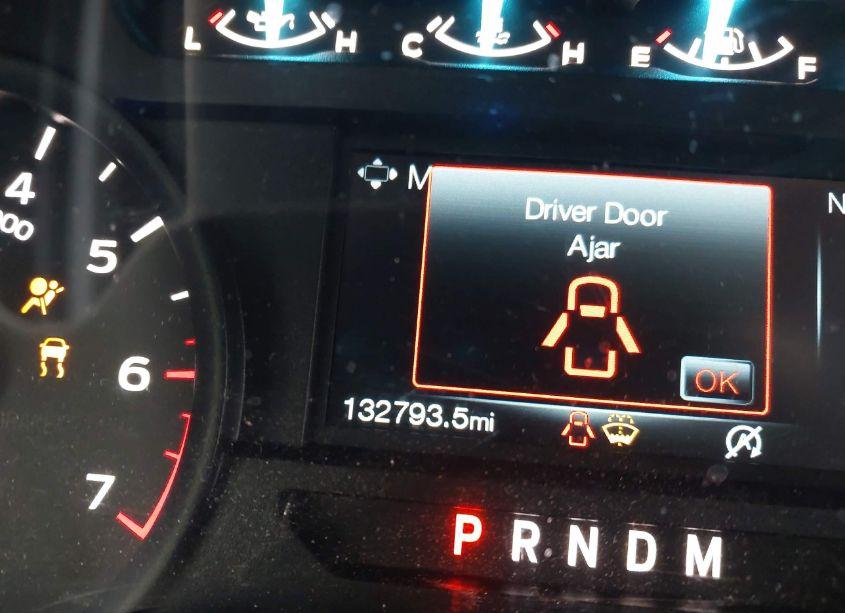 L H C H E F
M
N
Driver Door
Ajar
OK
132793.5mi
4
5
6
7
P R N D M